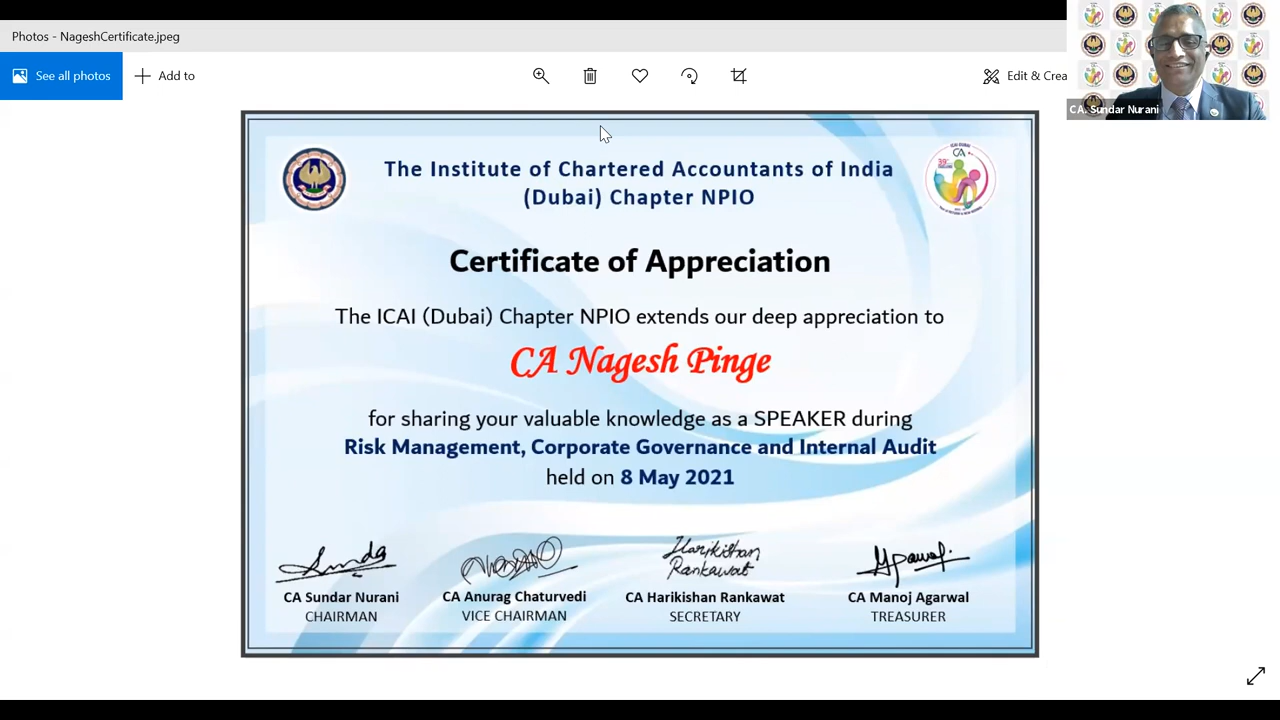 Photos - NageshCertificate.jpeg
See all photos
Add to
Edit & Crea
CA. Sundar Nurani
The Institute of Chartered Accountants of India
(Dubai) Chapter NPIO
Certificate of Appreciation
The ICAI (Dubai) Chapter NPIO extends our deep appreciation to
CA Nagesh Pinge
for sharing your valuable knowledge as a SPEAKER during
Risk Management, Corporate Governance and Internal Audit
held on 8 May 2021
Harikishan
Rankawat
CA Sundar Nurani
CHAIRMAN
CA Anurag Chaturvedi
VICE CHAIRMAN
CA Harikishan Rankawat
SECRETARY
CA Manoj Agarwal
TREASURER